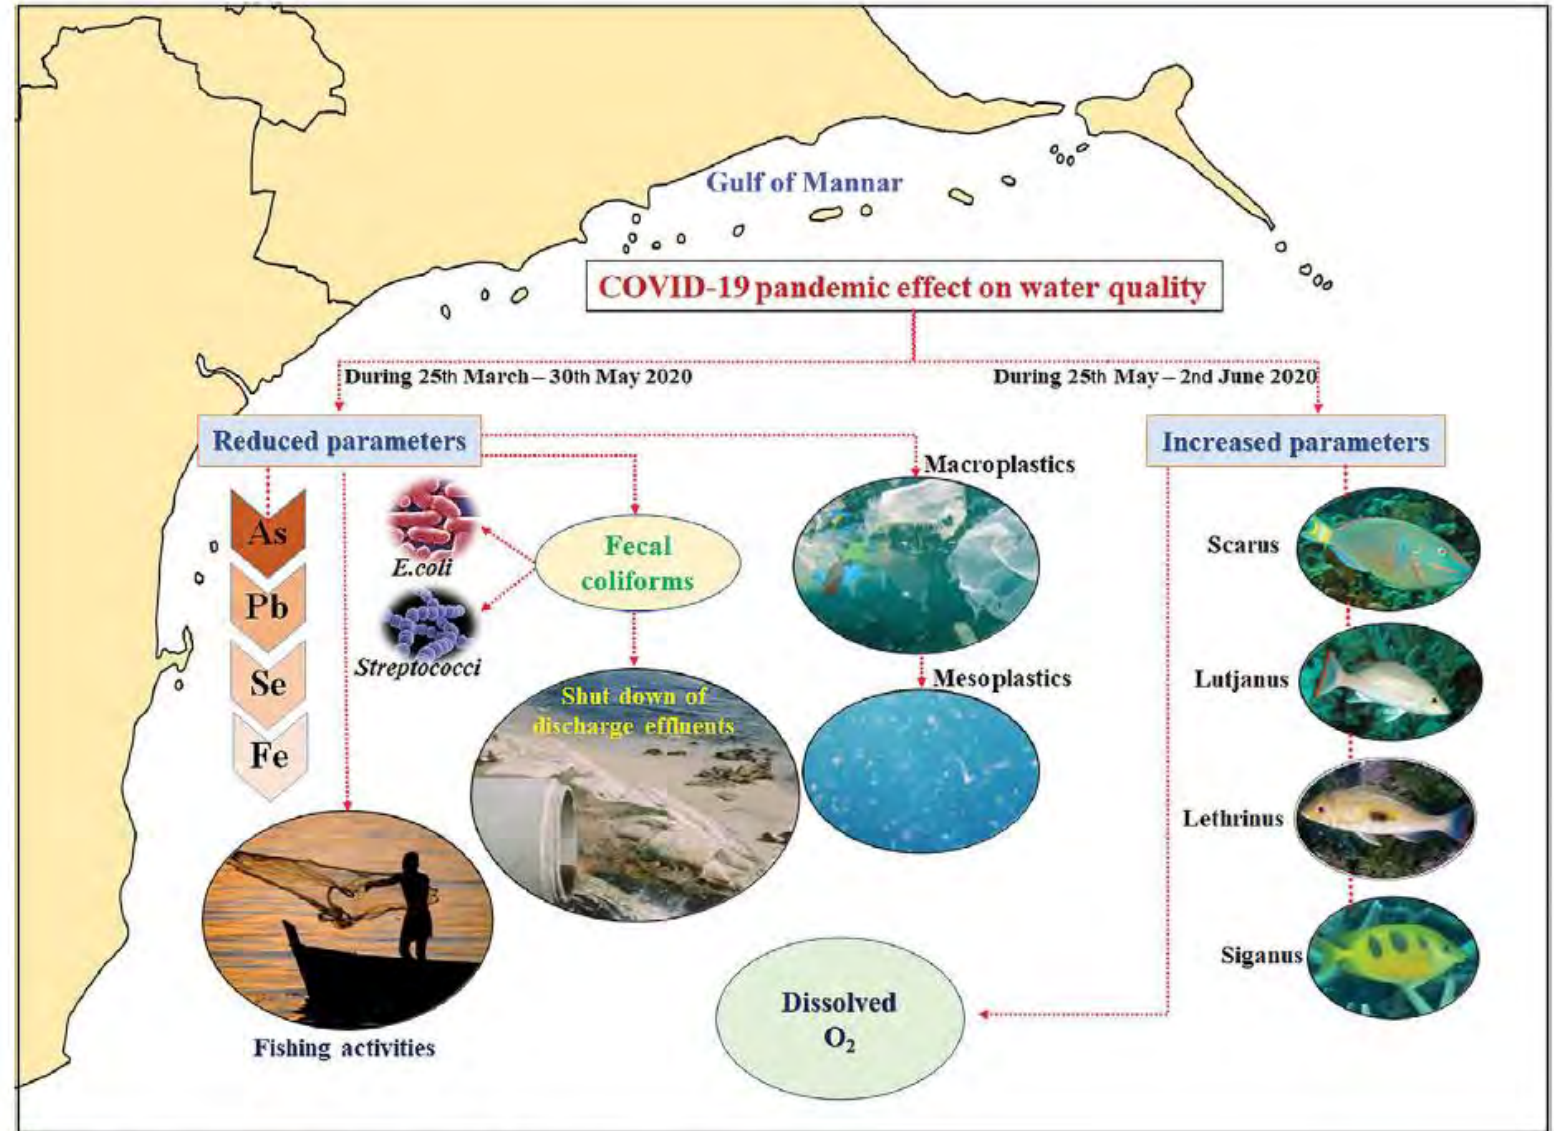 Gulf of Mannar
COVID-19 pandemic effect on water quality
During 25th March – 30th May 2020
During 25th May – 2nd June 2020
Reduced parameters
Increased parameters
As
Pb
Se
Fe
E.coli
Streptococci
Fecal
coliforms
Shut down of
discharge effluents
Macroplastics
Mesoplastics
Scarus
Lutjanus
Lethrinus
Siganus
Fishing activities
Dissolved
O₂